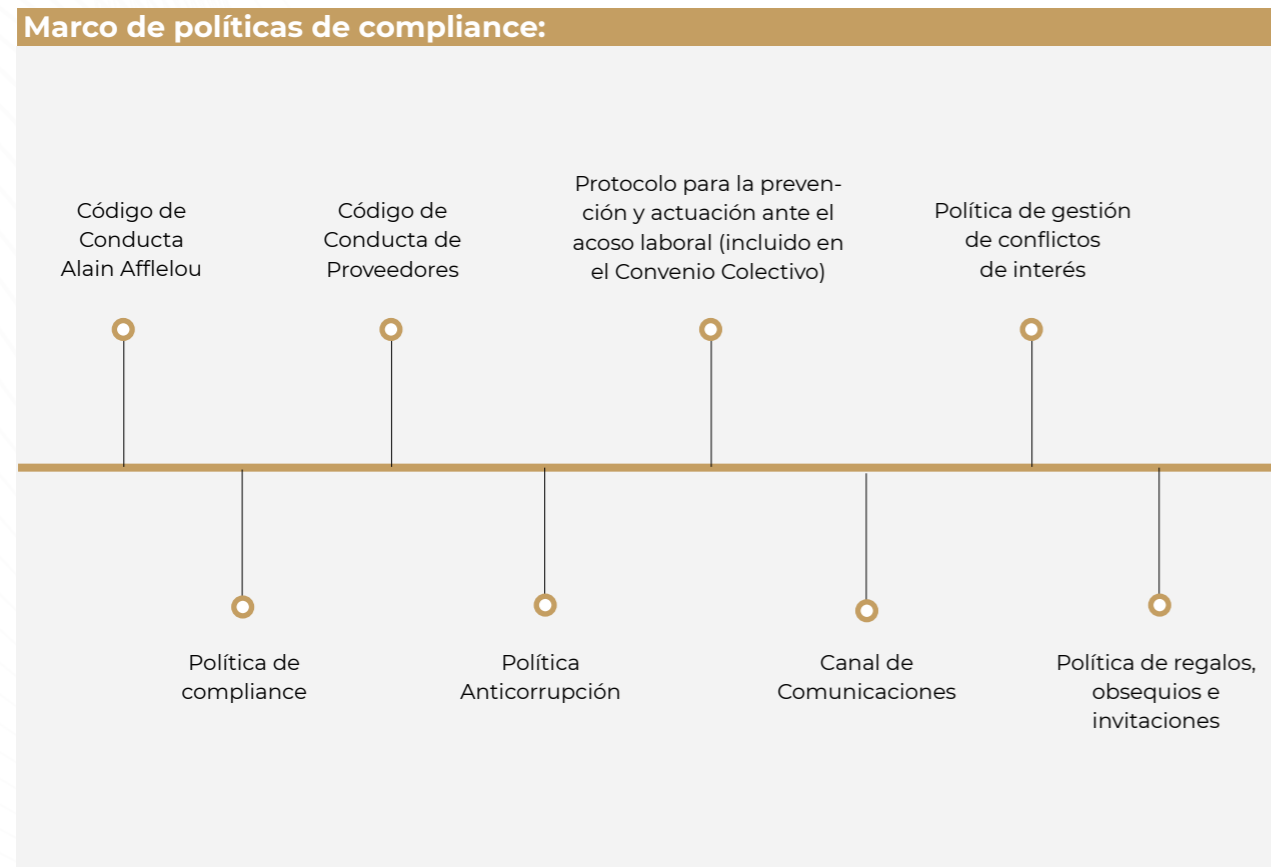 Marco de políticas de compliance:
Código de
Conducta
Alain Afflelou
Código de
Conducta de
Proveedores
Protocolo para la preven-
ción y actuación ante el
acoso laboral (incluido en
el Convenio Colectivo)
Política de gestión
de conflictos
de interés
Política de
compliance
Política
Anticorrupción
Canal de
Comunicaciones
Política de regalos,
obsequios e
invitaciones